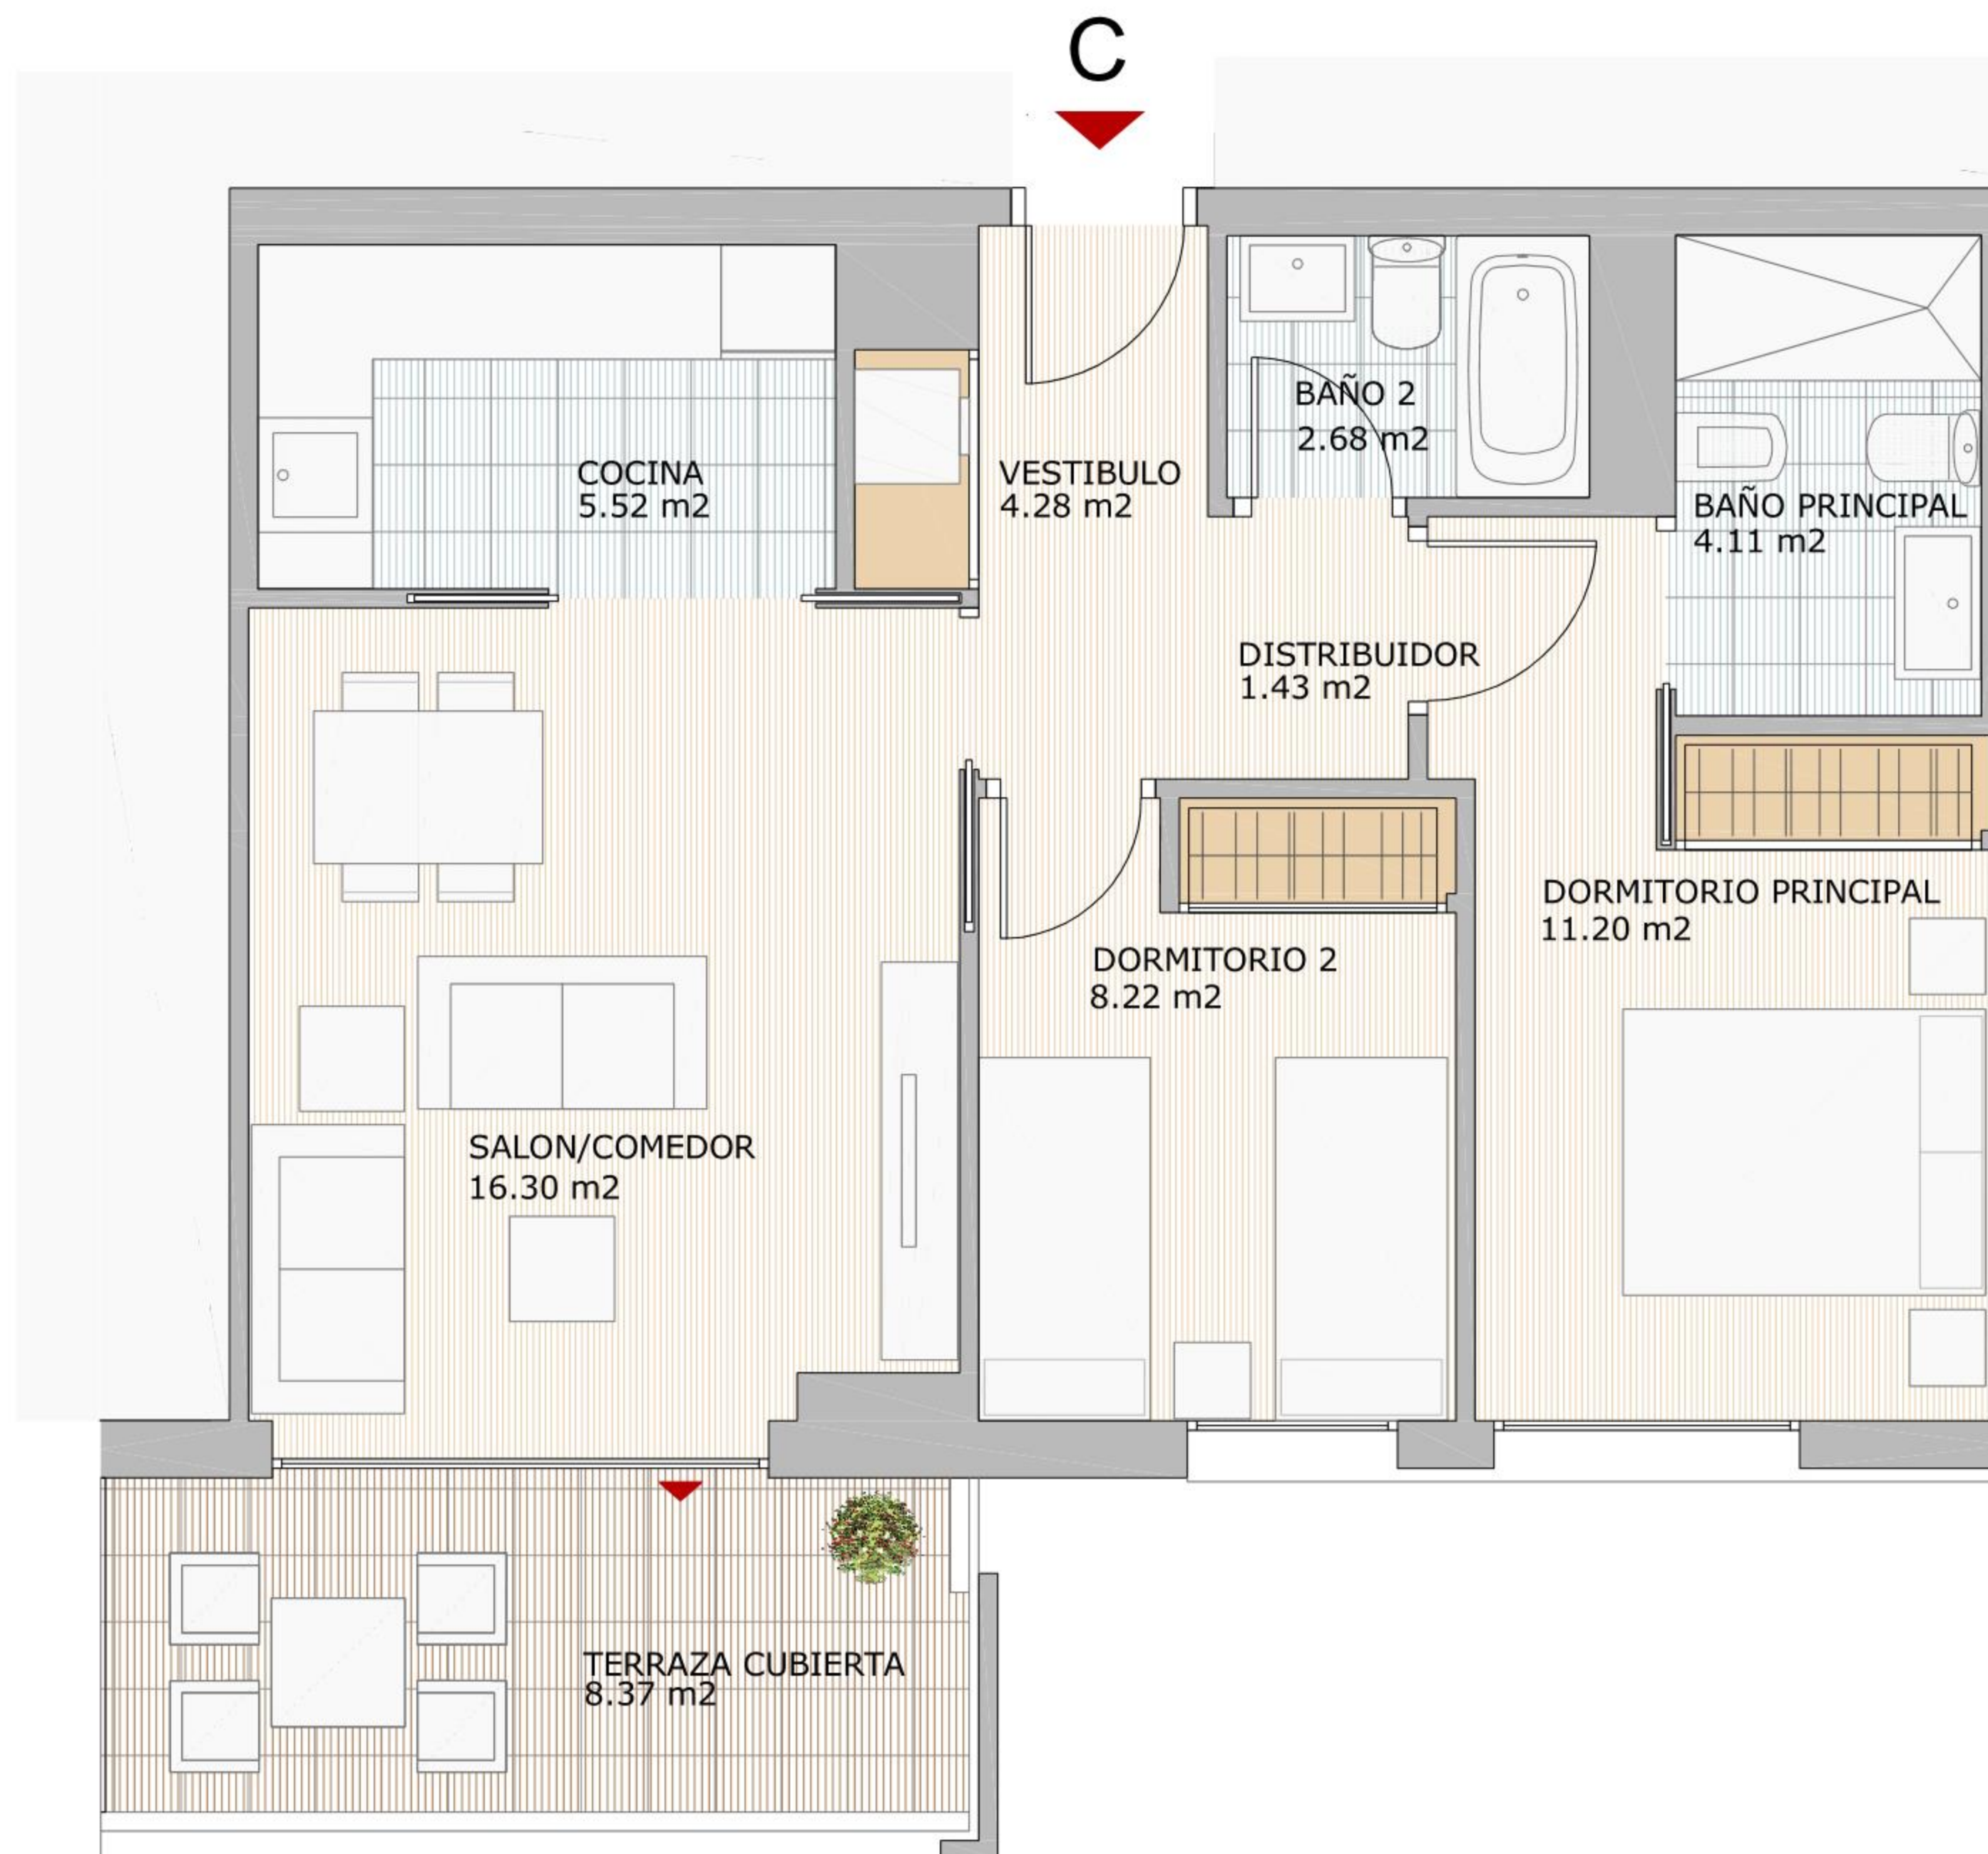 C
BAÑO 2
2.68 m2
COCINA
5.52 m2
VESTIBULO
4.28 m2
BAÑO PRINCIPAL
4.11 m2
DISTRIBUIDOR
1.43 m2
DORMITORIO PRINCIPAL
11.20 m2
DORMITORIO 2
8.22 m2
SALON/COMEDOR
16.30 m2
TERRAZA CUBIERTA
8.37 m2